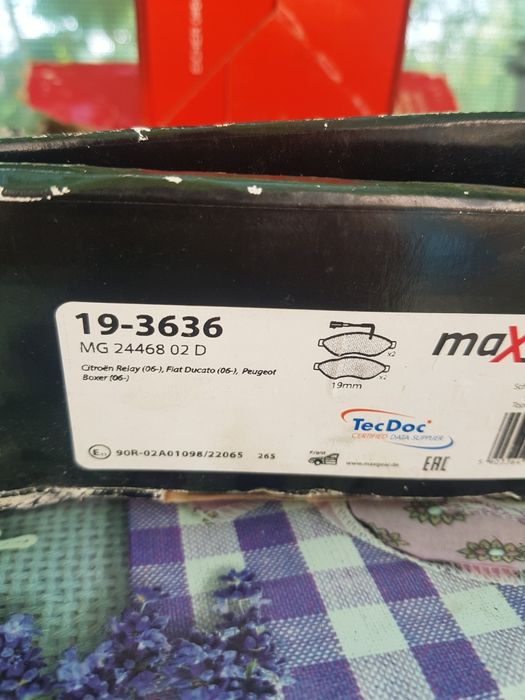 19-3636
MG 24468 02 D
Citroën Relay (06-), Fiat Ducato (06-), Peugeot
Boxer (06-)
x2
x2
19mm
max
TecDoc
CERTIFIED DATA SUPPLIER
E
90R-02A01098/22065 265
Front
www.maxgear.de
EAC